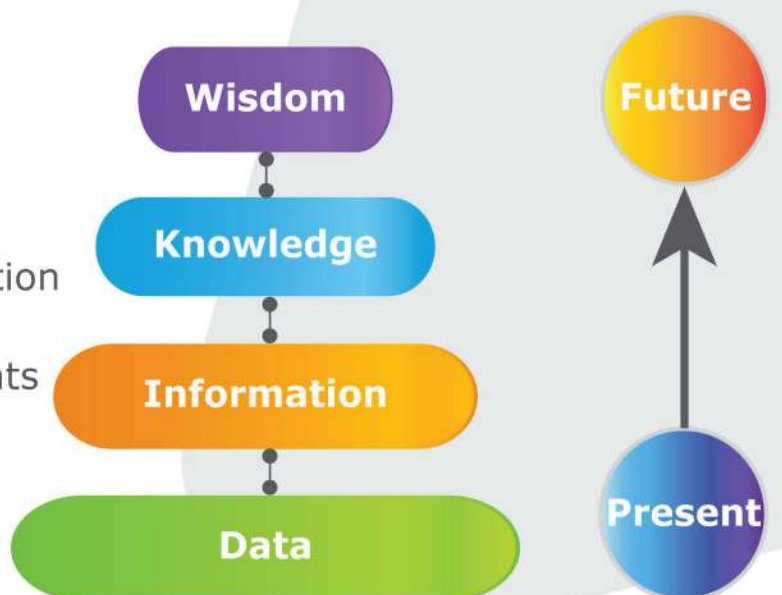 Wisdom
Future
Knowledge
Information
Data
Present